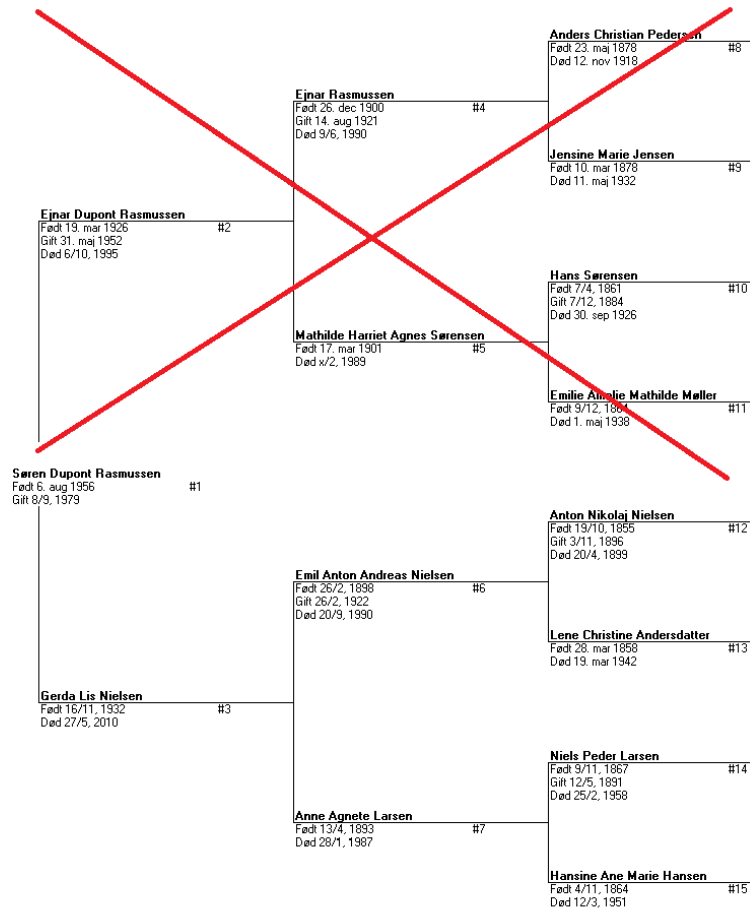 Anders Christian Pedersen
Født 23. maj 1878 #8
Død 12. nov 1918
Ejnar Rasmussen
Født 26. dec 1900 #4
Gift 14. aug 1921
Død 9/6, 1990
Jensine Marie Jensen
Født 10. mar 1878 #9
Død 11. maj 1932
Ejnar Dupont Rasmussen
Født 19. mar 1926 #2
Gift 31. maj 1952
Død 6/10, 1995
Hans Sørensen
Født 7/4, 1861 #10
Gift 7/12, 1884
Død 30. sep 1926
Mathilde Harriet Agnes Sørensen
Født 17. mar 1901 #5
Død x/2, 1989
Emilie Amalie Mathilde Møller
Født 9/12, 1864 #11
Død 1. maj 1938
Søren Dupont Rasmussen
Født 6. aug 1956 #1
Gift 8/9, 1979
Anton Nikolaj Nielsen
Født 19/10, 1855 #12
Gift 3/11, 1896
Død 20/4, 1899
Emil Anton Andreas Nielsen
Født 26/2, 1898 #6
Gift 26/2, 1922
Død 20/9, 1990
Lene Christine Andersdatter
Født 28. mar 1858 #13
Død 19. mar 1942
Gerda Lis Nielsen
Født 16/11, 1932 #3
Død 27/5, 2010
Niels Peder Larsen
Født 9/11, 1867 #14
Gift 12/5, 1891
Død 25/2, 1958
Anne Agnete Larsen
Født 13/4, 1893 #7
Død 28/1, 1987
Hansine Ane Marie Hansen
Født 4/11, 1864 #15
Død 12/3, 1951